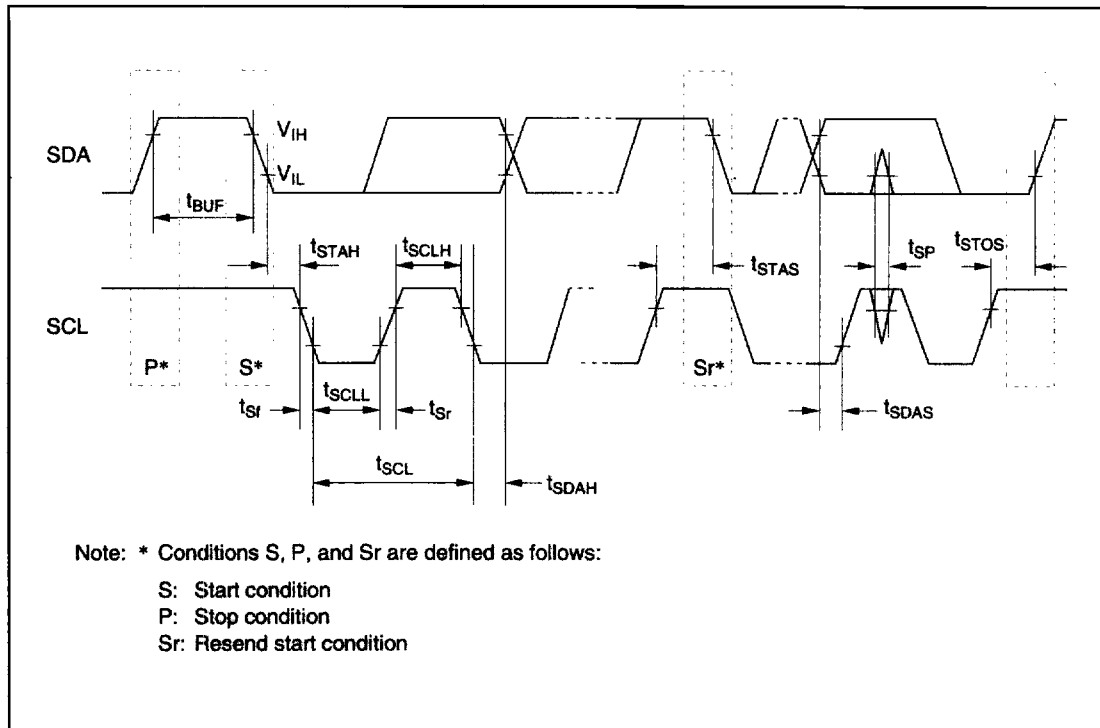 SDA
V_IH
V_IL
t_BUF
t_STAH
t_SCLH
t_STAS
t_SP
t_STOS
SCL
P*
S*
Sr*
t_Sf
t_SCLL
t_Sr
t_SDAS
t_SCL
t_SDAH
Note: * Conditions S, P, and Sr are defined as follows:
S: Start condition
P: Stop condition
Sr: Resend start condition